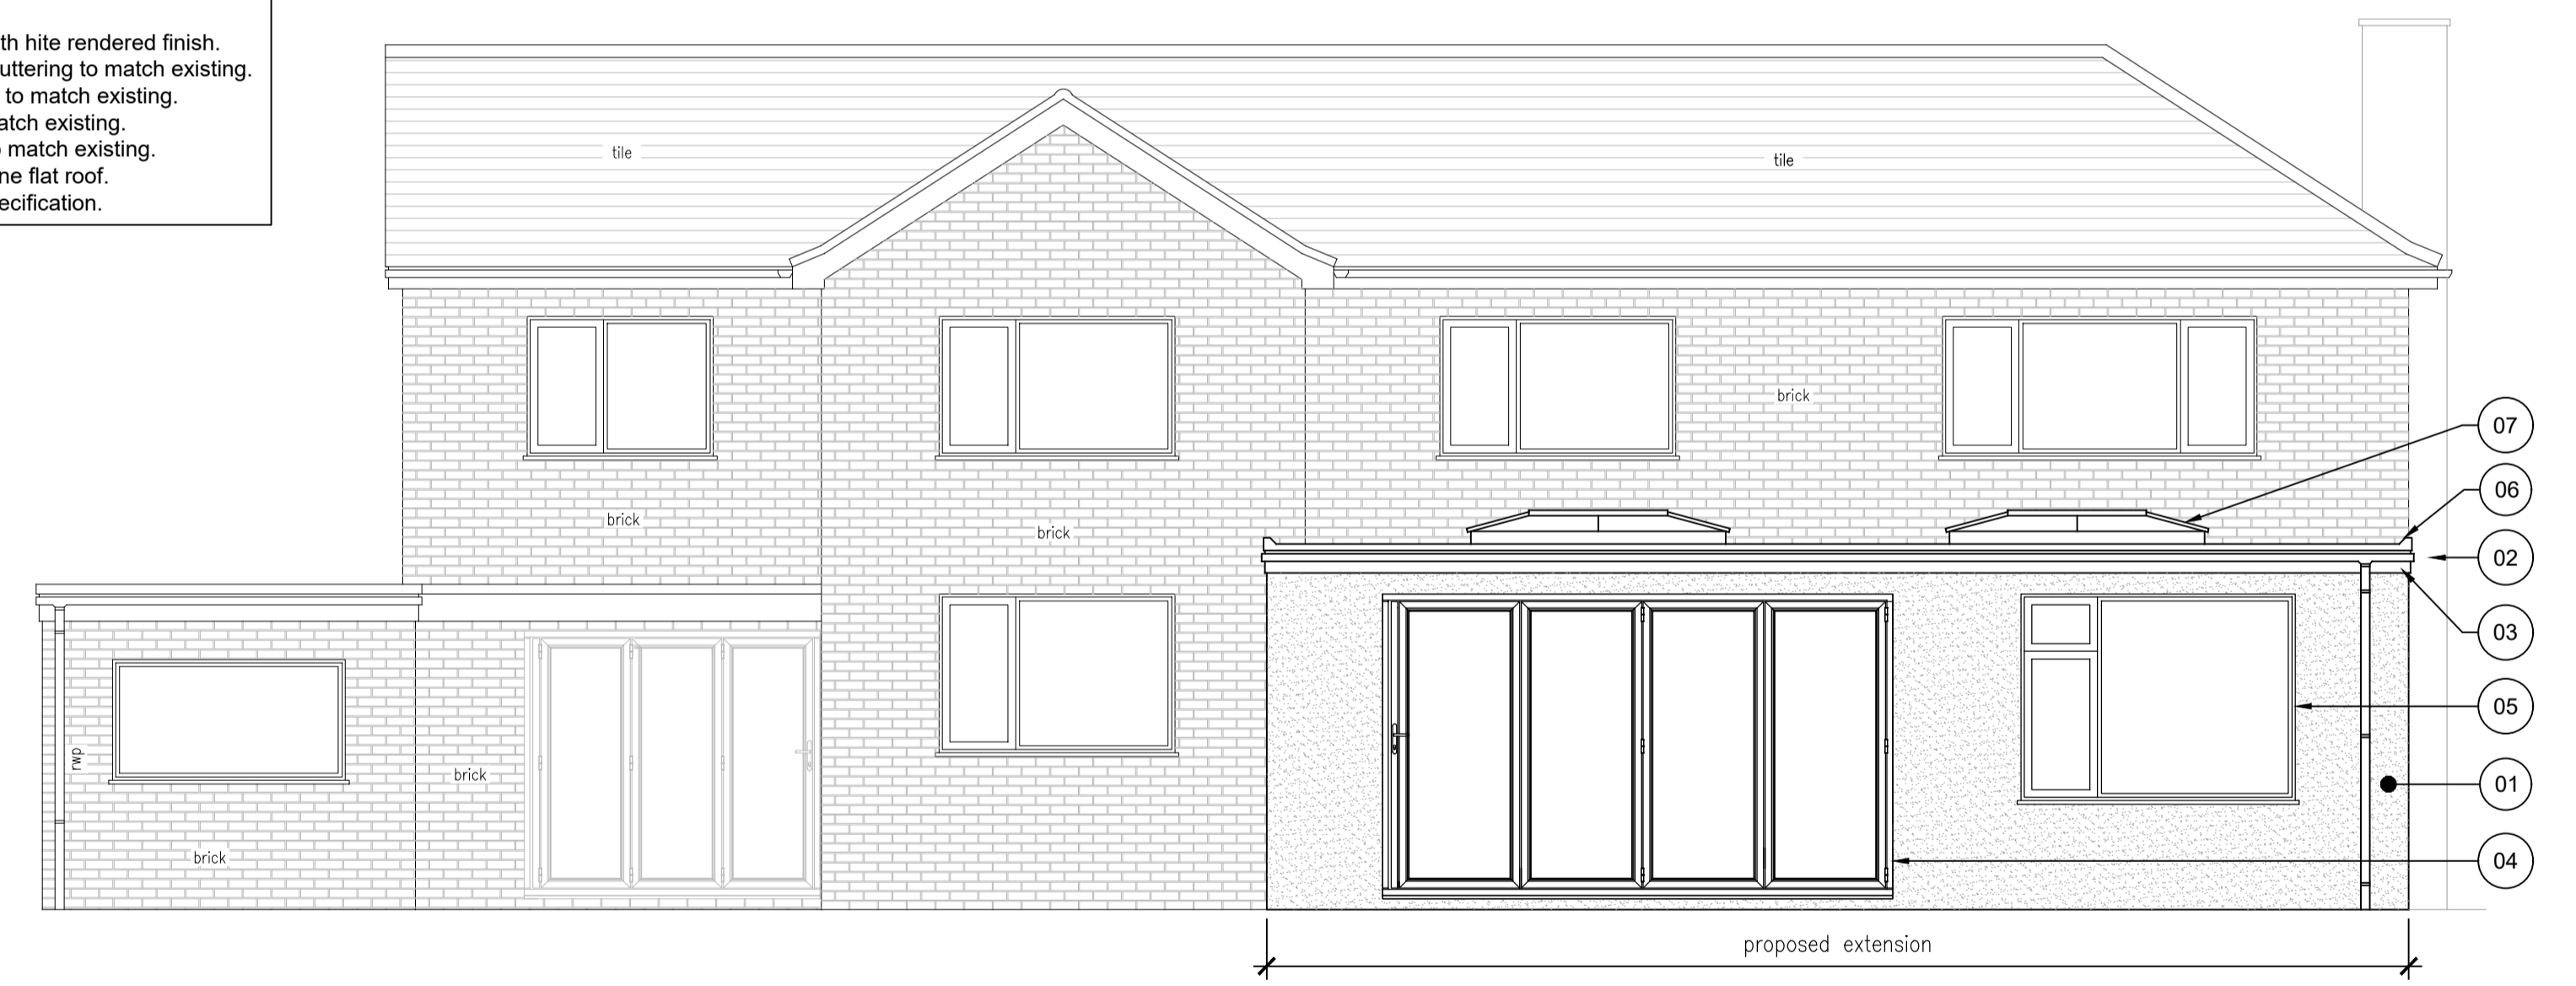 th hite rendered finish.
uttering to match existing.
to match existing.
atch existing.
match existing.
ne flat roof.
ecification.
tile
tile
brick
07
06
brick
brick
02
03
05
rwp
brick
01
brick
04
proposed extension